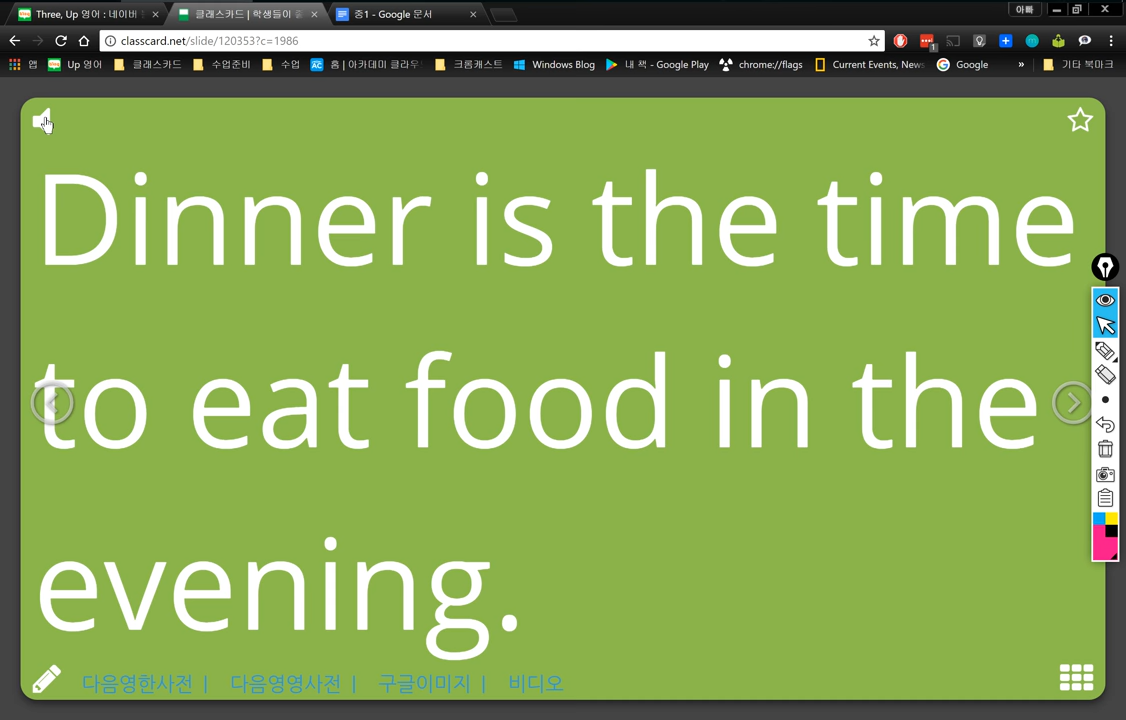 Three, Up 영어 : 네이버
클래스카드 | 학생들이
중1 - Google 문서
아빠
classcard.net/slide/120353?c=1986
1
앱
Up 영어
클래스카드
수업준비
수업
홈 | 아카데미 클라우
크롬캐스트
Windows Blog
내 책 - Google Play
chrome://flags
Current Events, News
Google
»
기타 북마크
Dinner is the time
to eat food in the
evening.
다음영한사전 | 다음영영사전 | 구글이미지 | 비디오